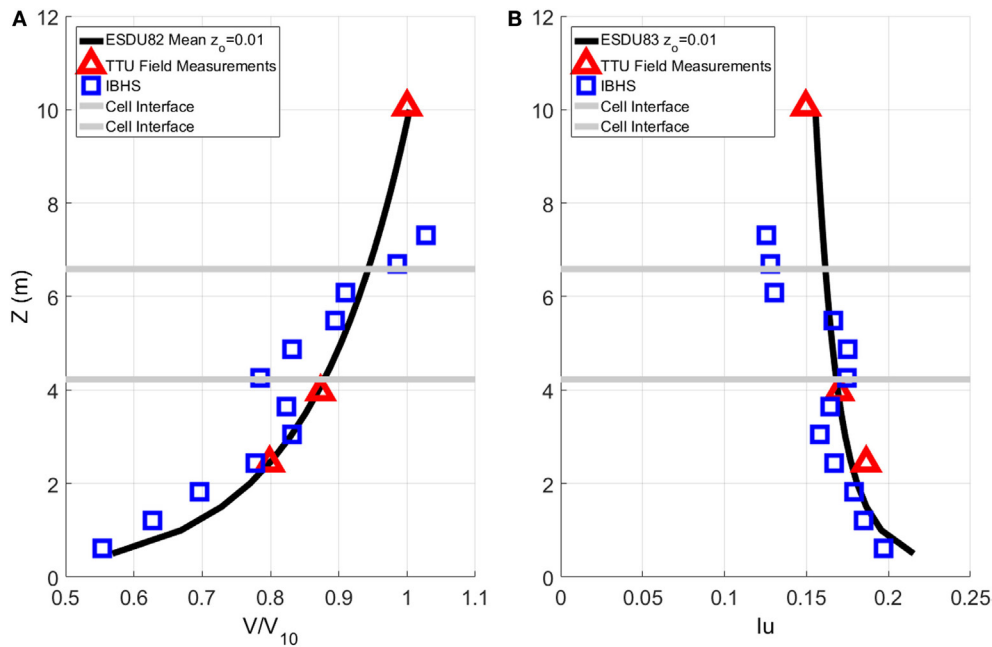 A
ESDU82 Mean z_o=0.01
TTU Field Measurements
IBHS
Cell Interface
Cell Interface
12
10
8
6
4
2
0
Z (m)
0.5 0.6 0.7 0.8 0.9 1 1.1
V/V_10
B
ESDU83 z_o=0.01
TTU Field Measurements
IBHS
Cell Interface
Cell Interface
12
10
8
6
4
2
0
0 0.05 0.1 0.15 0.2 0.25
Iu